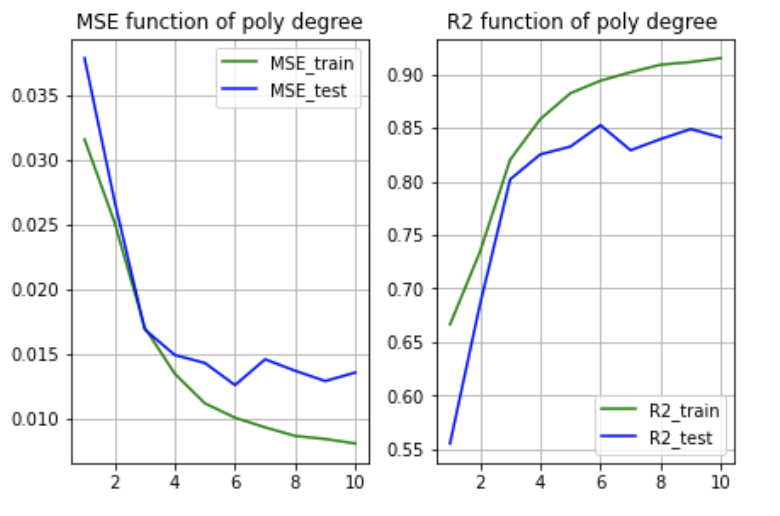 MSE function of poly degree
MSE_train
MSE_test
0.035
0.030
0.025
0.020
0.015
0.010
2 4 6 8 10
R2 function of poly degree
0.90
0.85
0.80
0.75
0.70
0.65
0.60
0.55
R2_train
R2_test
2 4 6 8 10